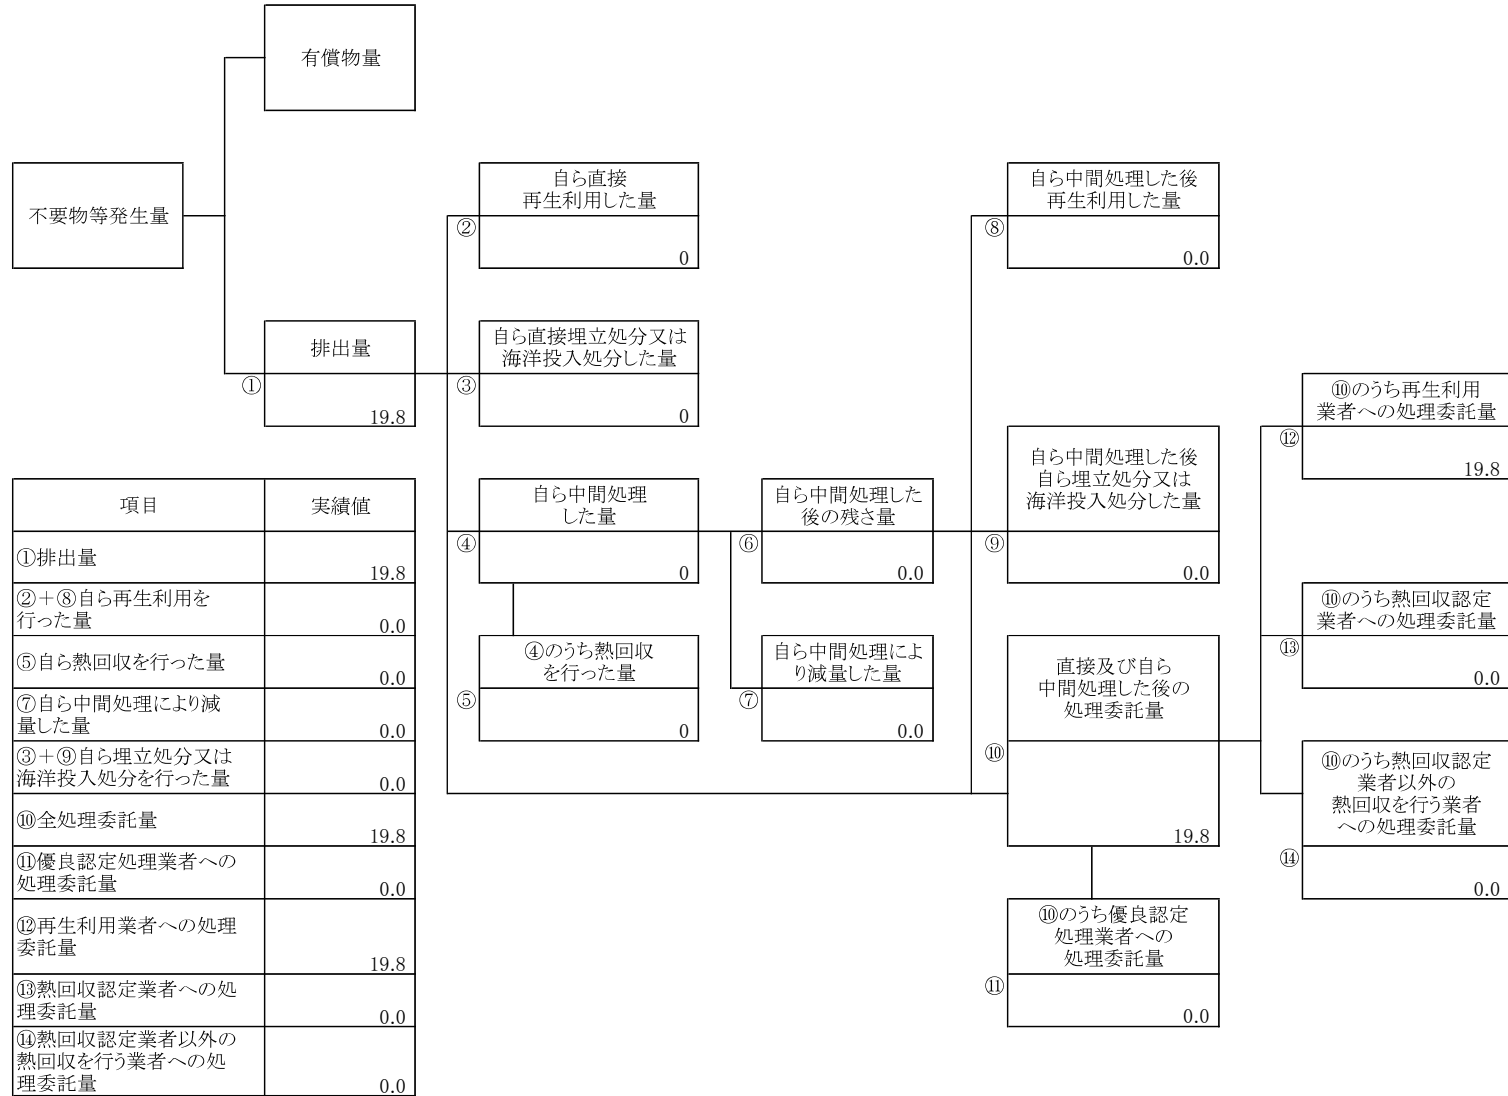 有償物量
不要物等発生量
排出量
①
19.8
自ら直接
再生利用した量
②
0
自ら直接埋立処分又は
海洋投入処分した量
③
0
自ら中間処理
した量
④
0
④のうち熱回収
を行った量
⑤
0
自ら中間処理した
後の残さ量
⑥
0.0
自ら中間処理によ
り減量した量
⑦
0.0
自ら中間処理した後
再生利用した量
⑧
0.0
自ら中間処理した後
自ら埋立処分又は
海洋投入処分した量
⑨
0.0
直接及び自ら
中間処理した後の
処理委託量
⑩
19.8
⑩のうち優良認定
処理業者への
処理委託量
⑪
0.0
⑩のうち再生利用
業者への処理委託量
⑫
19.8
⑩のうち熱回収認定
業者への処理委託量
⑬
0.0
⑩のうち熱回収認定
業者以外の
熱回収を行う業者
への処理委託量
⑭
0.0
項目 実績値
①排出量
19.8
②＋⑧自ら再生利用を
行った量
0.0
⑤自ら熱回収を行った量
0.0
⑦自ら中間処理により減
量した量
0.0
③＋⑨自ら埋立処分又は
海洋投入処分を行った量
0.0
⑩全処理委託量
19.8
⑪優良認定処理業者への
処理委託量
0.0
⑫再生利用業者への処理
委託量
19.8
⑬熱回収認定業者への処
理委託量
0.0
⑭熱回収認定業者以外の
熱回収を行う業者への処
理委託量
0.0